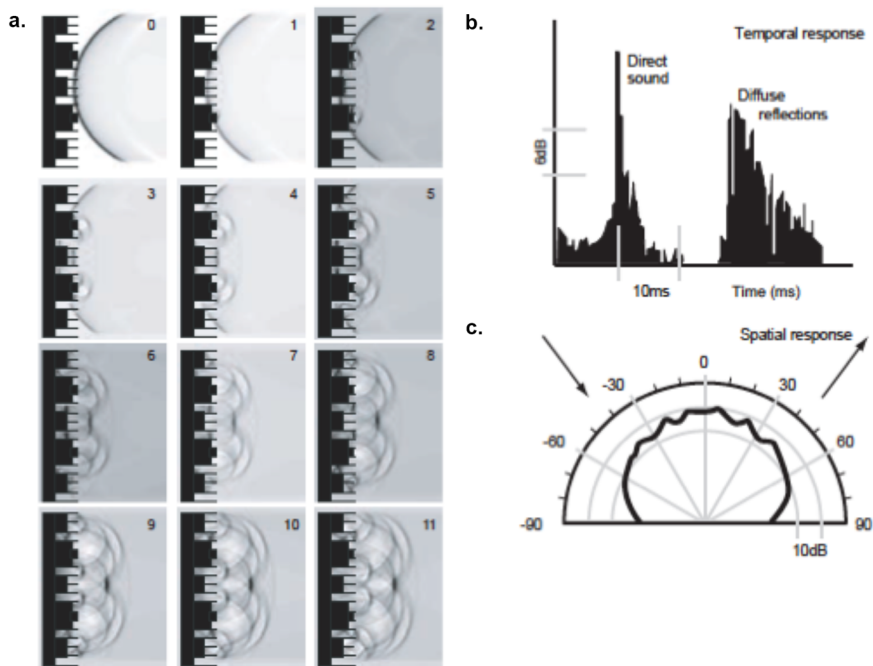 a.
0
1
2
3
4
5
6
7
8
9
10
11
b.
Temporal response
Direct
sound
Diffuse
reflections
6dB
10ms
Time (ms)
c.
Spatial response
0
-30
30
-60
60
-90
90
10dB